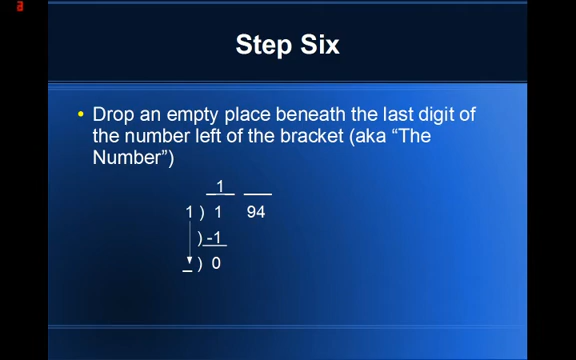 a
Step Six
• Drop an empty place beneath the last digit of
the number left of the bracket (aka “The
Number”)
1 __
1 ) 1 94
) -1
_ ) 0